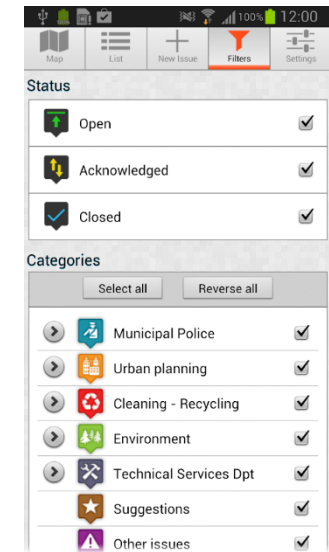 100% 12:00
Map List New Issue Filters Settings
Status
Open
Acknowledged
Closed
Categories
Select all Reverse all
Municipal Police
Urban planning
Cleaning - Recycling
Environment
Technical Services Dpt
Suggestions
Other issues